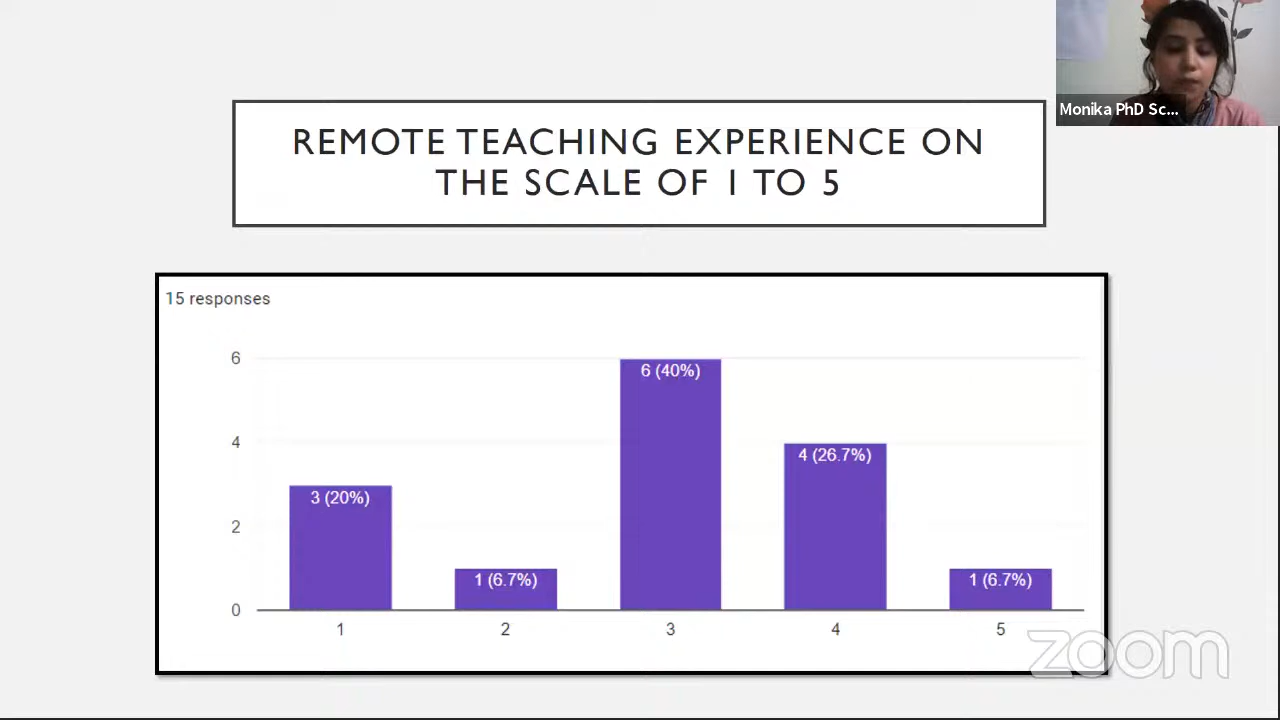 Monika PhD Sc...
REMOTE TEACHING EXPERIENCE ON
THE SCALE OF 1 TO 5
15 responses
6
4
2
0
3 (20%)
1 (6.7%)
6 (40%)
4 (26.7%)
1 (6.7%)
1 2 3 4 5
zoom